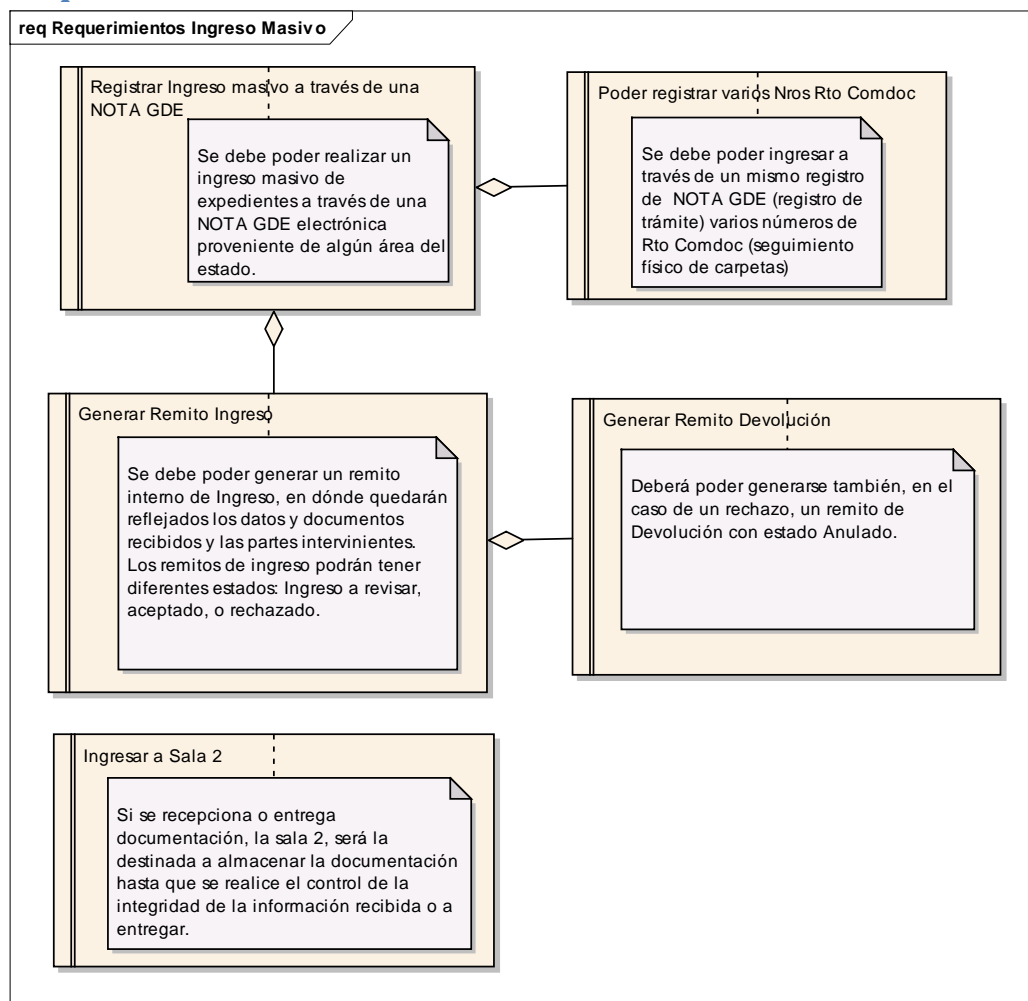 req Requerimientos Ingreso Masivo
Registrar Ingreso masivo a través de una
NOTA GDE
Se debe poder realizar un
ingreso masivo de
expedientes a través de una
NOTA GDE electrónica
proveniente de algún área del
estado.
Poder registrar varios Nros Rto Comdoc
Se debe poder ingresar a
través de un mismo registro
de NOTA GDE (registro de
trámite) varios números de
Rto Comdoc (seguimiento
físico de carpetas)
Generar Remito Ingreso
Se debe poder generar un remito
interno de Ingreso, en dónde quedarán
reflejados los datos y documentos
recibidos y las partes intervinientes.
Los remitos de ingreso podrán tener
diferentes estados: Ingreso a revisar,
aceptado, o rechazado.
Generar Remito Devolución
Deberá poder generarse también, en el
caso de un rechazo, un remito de
Devolución con estado Anulado.
Ingresar a Sala 2
Si se recepciona o entrega
documentación, la sala 2, será la
destinada a almacenar la documentación
hasta que se realice el control de la
integridad de la información recibida o a
entregar.